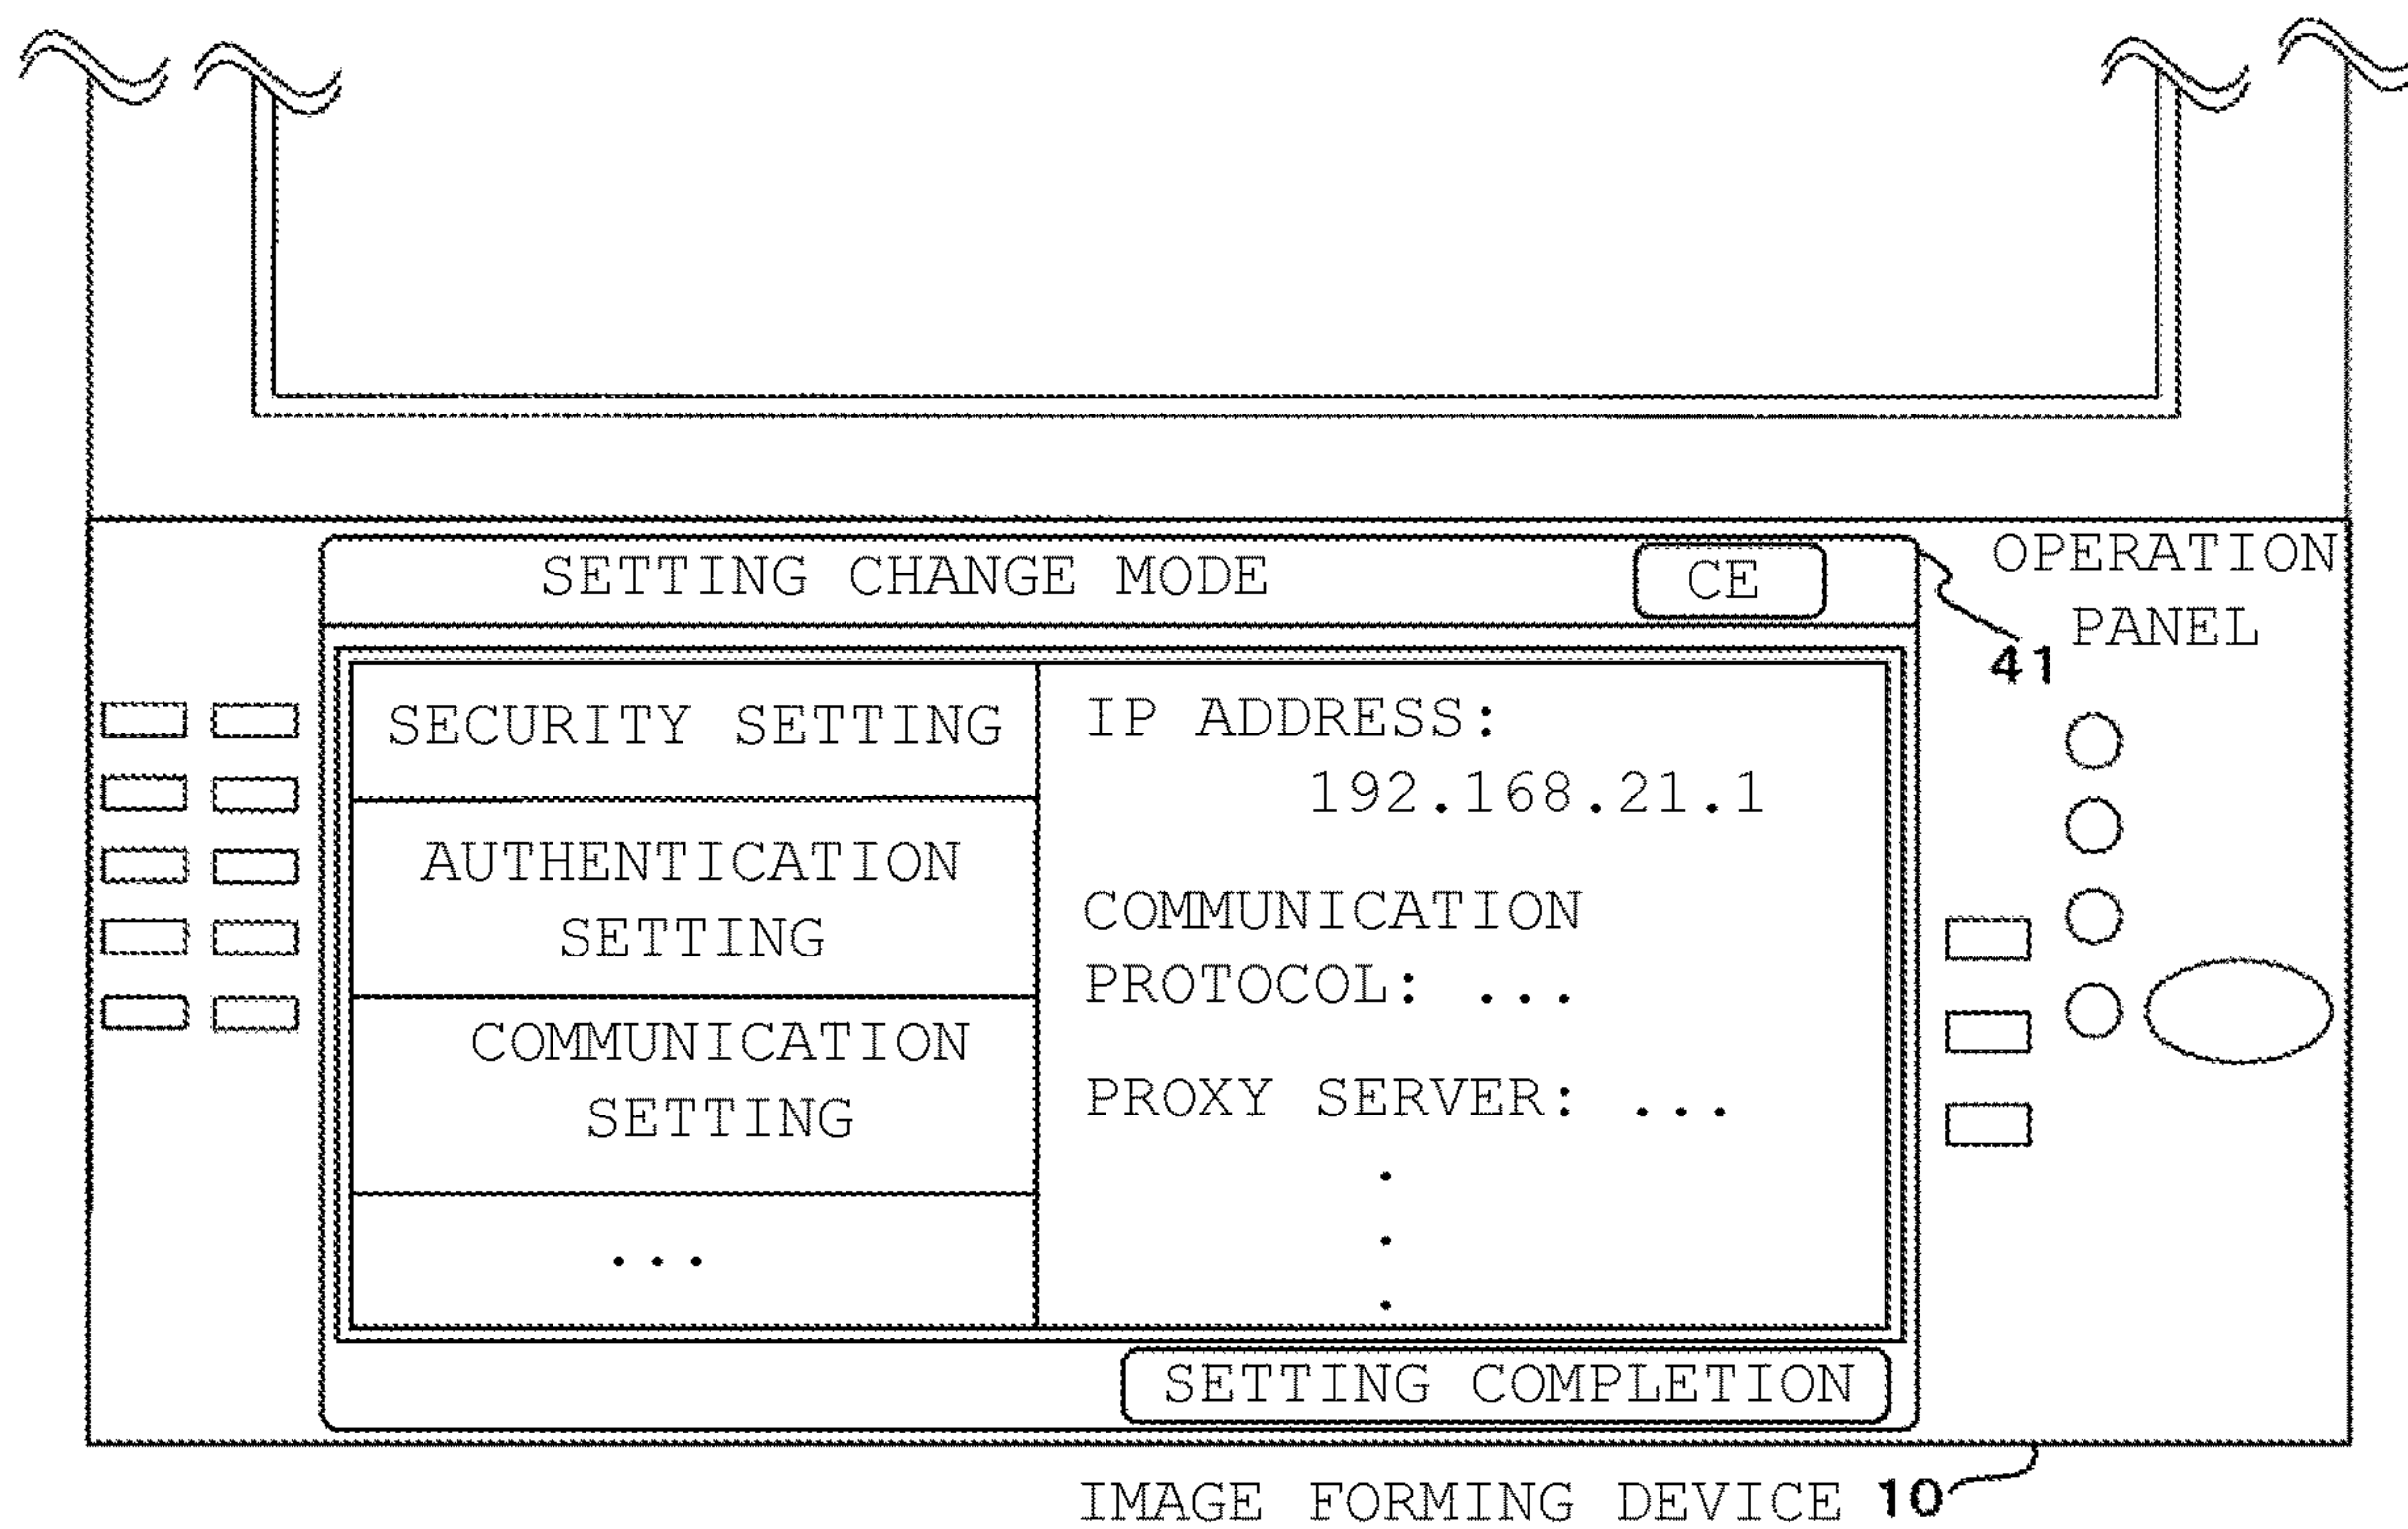 SETTING CHANGE MODE
CE
OPERATION
PANEL
41
SECURITY SETTING
AUTHENTICATION
SETTING
COMMUNICATION
SETTING
...
IP ADDRESS:
192.168.21.1
COMMUNICATION
PROTOCOL: ...
PROXY SERVER: ...
.
.
.
SETTING COMPLETION
IMAGE FORMING DEVICE 10